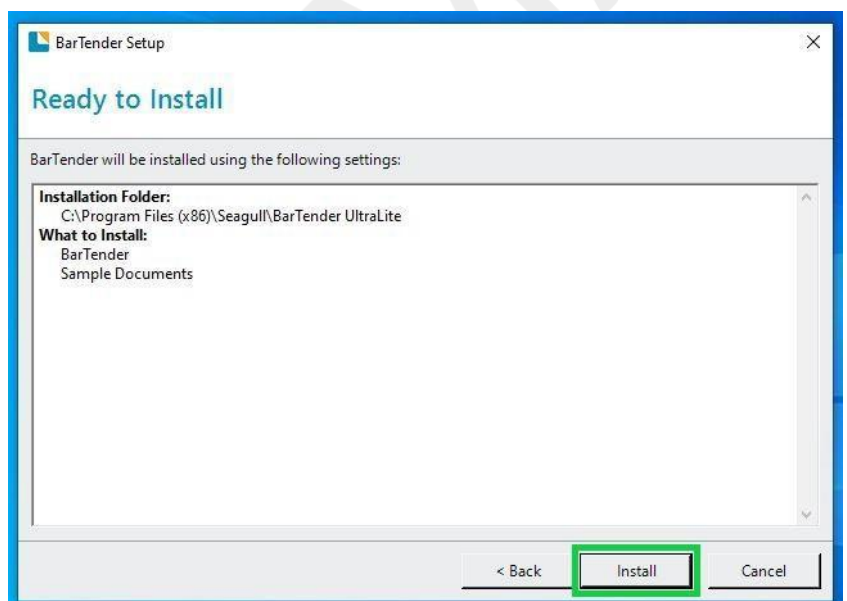 BarTender Setup
Ready to Install
BarTender will be installed using the following settings:
Installation Folder:
C:\Program Files (x86)\Seagull\BarTender UltraLite
What to Install:
BarTender
Sample Documents
< Back Install Cancel